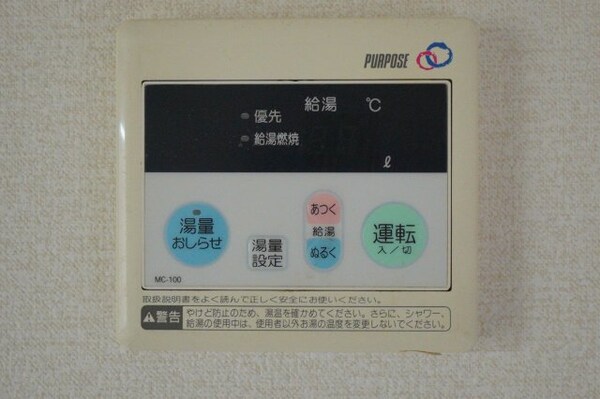 PURPOSE
給湯 ℃
優先
給湯燃焼
ℓ
湯量
おしらせ
湯量
設定
あつく
給湯
ぬるく
運転
入/切
MC-100
取扱説明書をよく読んで正しく安全にお使いください。
警告
やけど防止のため、湯温を確かめてください。さらに、シャワー、
給湯の使用中は、使用者以外お湯の温度を変更しないでください。